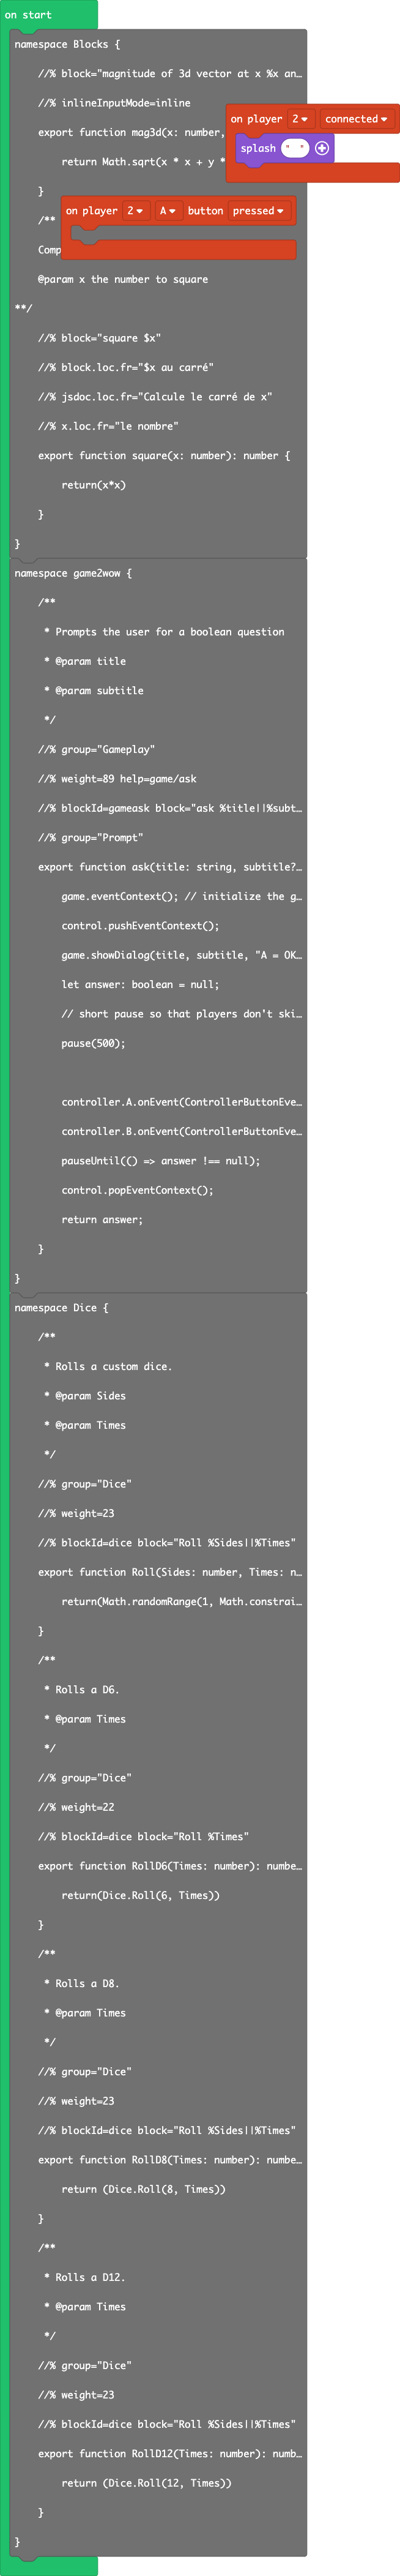 on start
namespace Blocks {
//% block="magnitude of 3d vector at x %x an…
//% inlineInputMode=inline
export function mag3d(x: number,
return Math.sqrt(x * x + y *
}
/**
Comp
@param x the number to square
**/
//% block="square $x"
//% block.loc.fr="$x au carré"
//% jsdoc.loc.fr="Calcule le carré de x"
//% x.loc.fr="le nombre"
export function square(x: number): number {
return(x*x)
}
}
on player 2 connected
splash " "
on player 2 A button pressed
namespace game2wow {
/**
* Prompts the user for a boolean question
* @param title
* @param subtitle
*/
//% group="Gameplay"
//% weight=89 help=game/ask
//% blockId=gameask block="ask %title||%subt…
//% group="Prompt"
export function ask(title: string, subtitle?…
game.eventContext(); // initialize the g…
control.pushEventContext();
game.showDialog(title, subtitle, "A = OK…
let answer: boolean = null;
// short pause so that players don't ski…
pause(500);
controller.A.onEvent(ControllerButtonEve…
controller.B.onEvent(ControllerButtonEve…
pauseUntil(() => answer !== null);
control.popEventContext();
return answer;
}
}
namespace Dice {
/**
* Rolls a custom dice.
* @param Sides
* @param Times
*/
//% group="Dice"
//% weight=23
//% blockId=dice block="Roll %Sides||%Times"
export function Roll(Sides: number, Times: n…
return(Math.randomRange(1, Math.constrai…
}
/**
* Rolls a D6.
* @param Times
*/
//% group="Dice"
//% weight=22
//% blockId=dice block="Roll %Times"
export function RollD6(Times: number): numbe…
return(Dice.Roll(6, Times))
}
/**
* Rolls a D8.
* @param Times
*/
//% group="Dice"
//% weight=23
//% blockId=dice block="Roll %Sides||%Times"
export function RollD8(Times: number): numbe…
return (Dice.Roll(8, Times))
}
/**
* Rolls a D12.
* @param Times
*/
//% group="Dice"
//% weight=23
//% blockId=dice block="Roll %Sides||%Times"
export function RollD12(Times: number): numb…
return (Dice.Roll(12, Times))
}
}